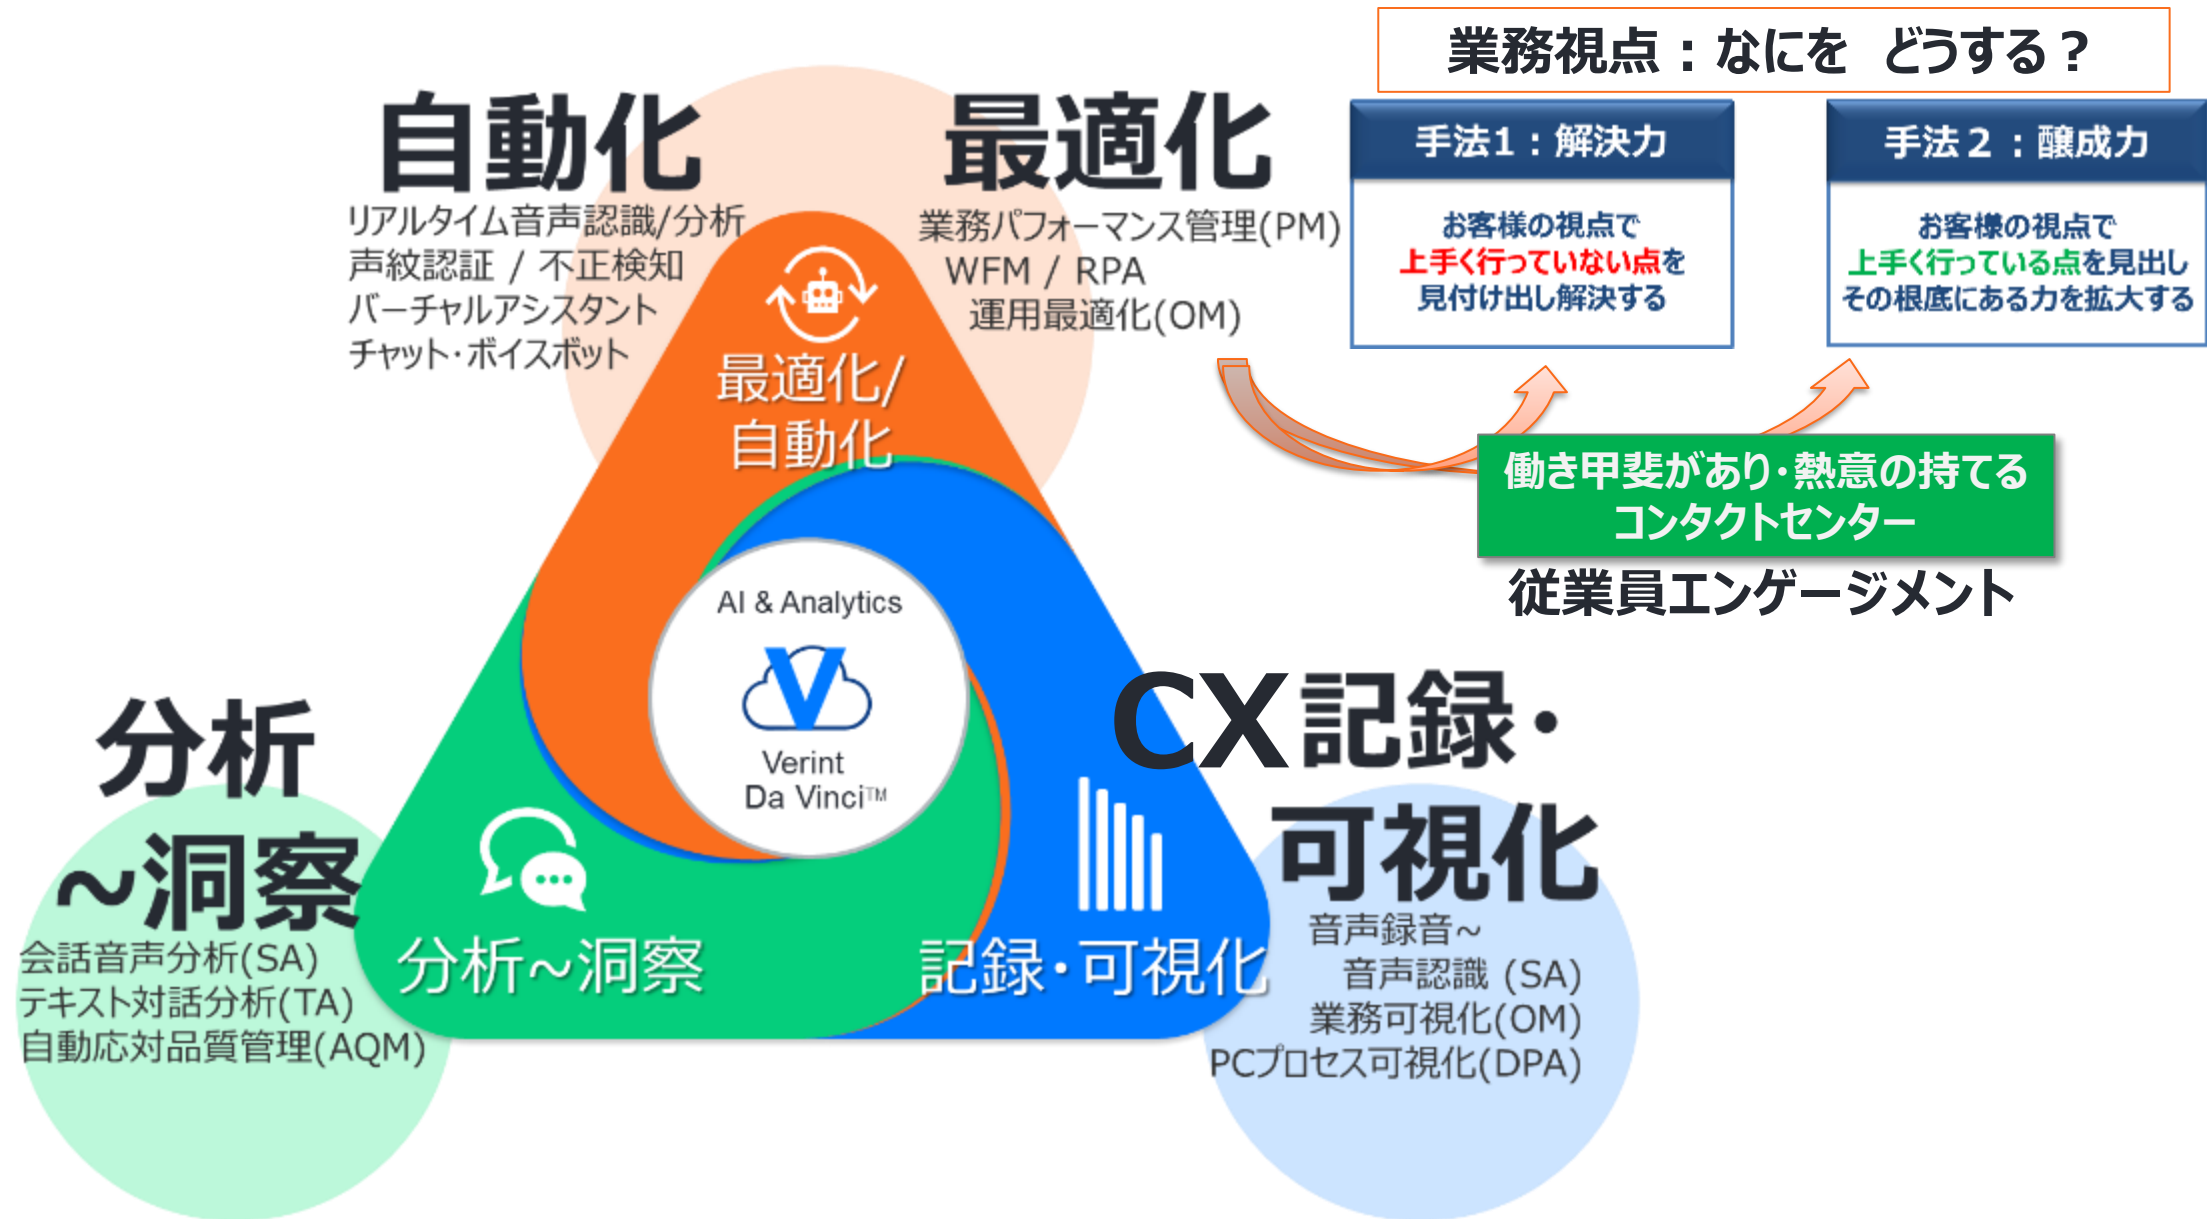 業務視点：なにを どうする？
自動化
リアルタイム音声認識/分析
声紋認証 / 不正検知
バーチャルアシスタント
チャット・ボイスボット
最適化
業務パフォーマンス管理(PM)
WFM / RPA
運用最適化(OM)
手法1：解決力
お客様の視点で
上手く行っていない点を
見付け出し解決する
手法２：醸成力
お客様の視点で
上手く行っている点を見出し
その根底にある力を拡大する
働き甲斐があり・熱意の持てる
コンタクトセンター
従業員エンゲージメント
最適化/
自動化
AI & Analytics
V
Verint
Da Vinci™
分析
~洞察
会話音声分析(SA)
テキスト対話分析(TA)
自動応対品質管理(AQM)
分析~洞察
記録・可視化
CX記録・
可視化
音声録音~
音声認識 (SA)
業務可視化(OM)
PCプロセス可視化(DPA)